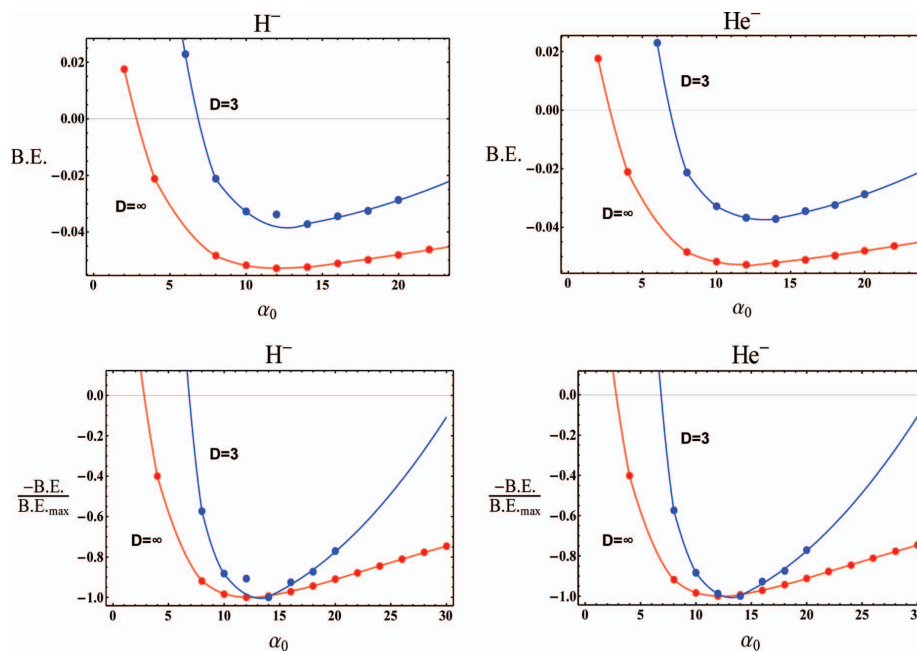 H⁻
0.02
0.00
−0.02
−0.04
B.E.
D=3
D=∞
0 5 10 15 20
α₀
He⁻
0.02
0.00
−0.02
−0.04
B.E.
D=3
D=∞
0 5 10 15 20
α₀
H⁻
0.0
−0.2
−0.4
−0.6
−0.8
−1.0
−B.E.
B.E.max
D=3
D=∞
0 5 10 15 20 25 30
α₀
He⁻
0.0
−0.2
−0.4
−0.6
−0.8
−1.0
−B.E.
B.E.max
D=3
D=∞
0 5 10 15 20 25 30
α₀